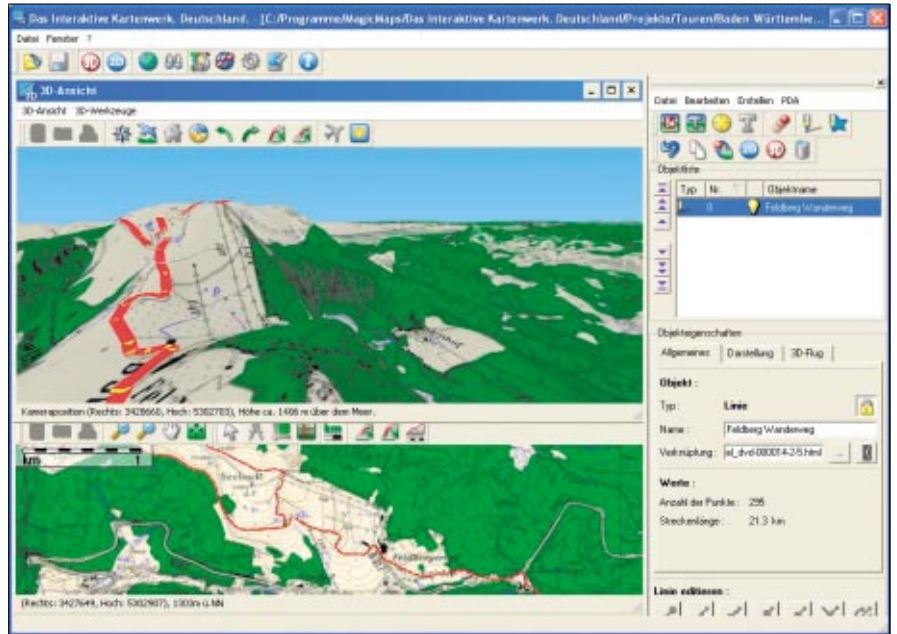 Das Interaktive Kartenwerk. Deutschland. - [C:/Programme/MagicMaps/Das Interaktive Kartenwerk. Deutschland/Projekte/Touren/Baden Württembe...
Datei Fenster ?
3D-Ansicht
3D-Ansicht 3D-Werkzeuge
Kameraposition (Rechts: 3428660, Hoch: 5302703), Höhe ca. 1406 m über dem Meer.
km 1
Seebuck
(Rechts: 3427649, Hoch: 5302907), 1300m ü.NN
Datei Bearbeiten Erstellen PDA
Objektliste
Typ Nr. Objektname
0 Feldberg Wanderweg
Objekteigenschaften
Allgemeines Darstellung 3D-Flug
Objekt :
Typ : Linie
Name : Feldberg Wanderweg
Verknüpfung : el_dvd-000014-2-5.html ...
Werte :
Anzahl der Punkte : 295
Streckenlänge : 21.3 km
Linie editieren :